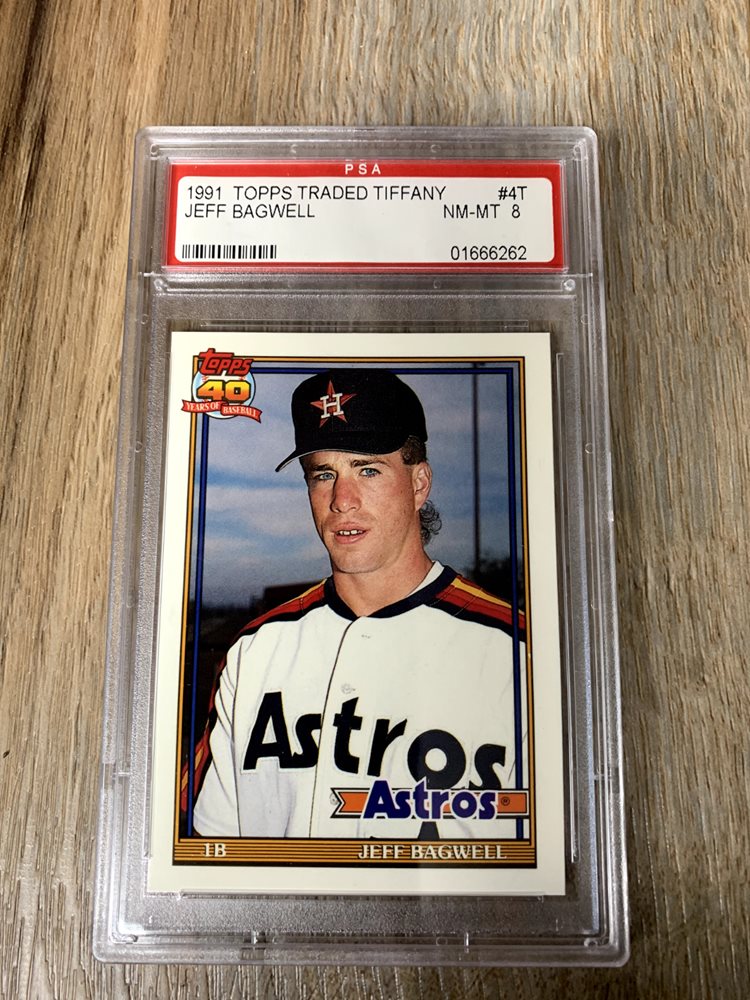 PSA
1991 TOPPS TRADED TIFFANY #4T
JEFF BAGWELL NM-MT 8
01666262
Topps
40
YEARS OF BASEBALL
H
Astros
Astros®
1B JEFF BAGWELL